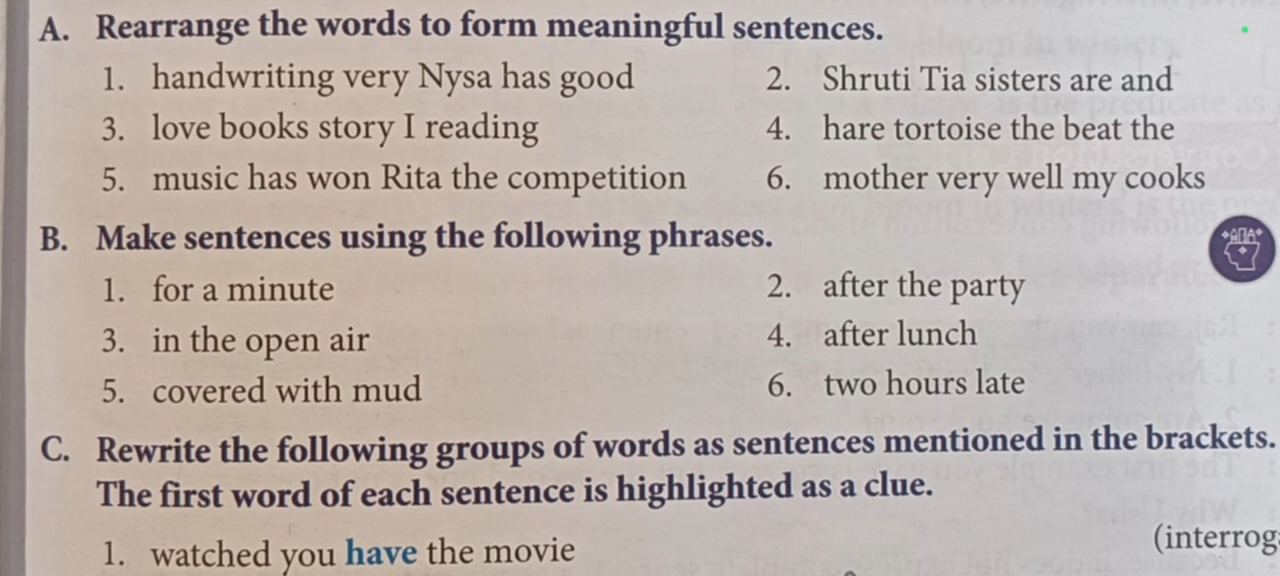 A. Rearrange the words to form meaningful sentences.
1. handwriting very Nysa has good 2. Shruti Tia sisters are and
3. love books story I reading 4. hare tortoise the beat the
5. music has won Rita the competition 6. mother very well my cooks
B. Make sentences using the following phrases.
1. for a minute 2. after the party
3. in the open air 4. after lunch
5. covered with mud 6. two hours late
C. Rewrite the following groups of words as sentences mentioned in the brackets.
The first word of each sentence is highlighted as a clue.
1. watched you have the movie (interrog